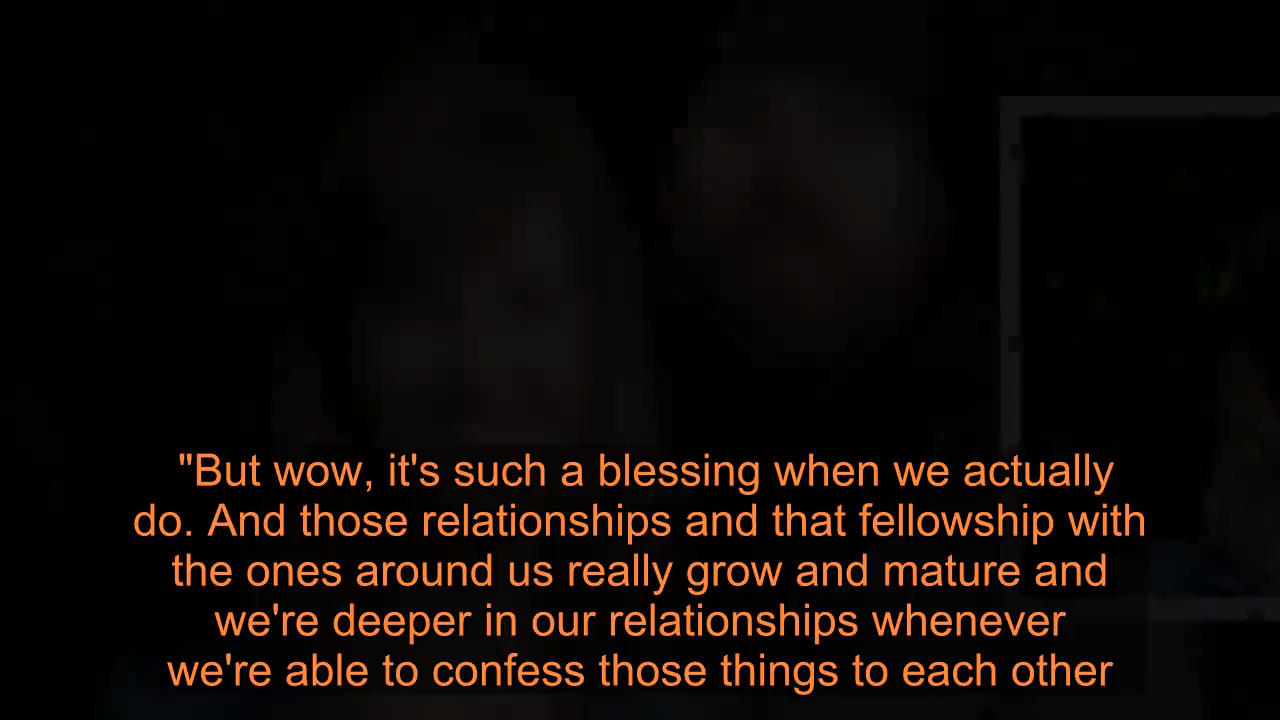 "But wow, it's such a blessing when we actually
do. And those relationships and that fellowship with
the ones around us really grow and mature and
we're deeper in our relationships whenever
we're able to confess those things to each other